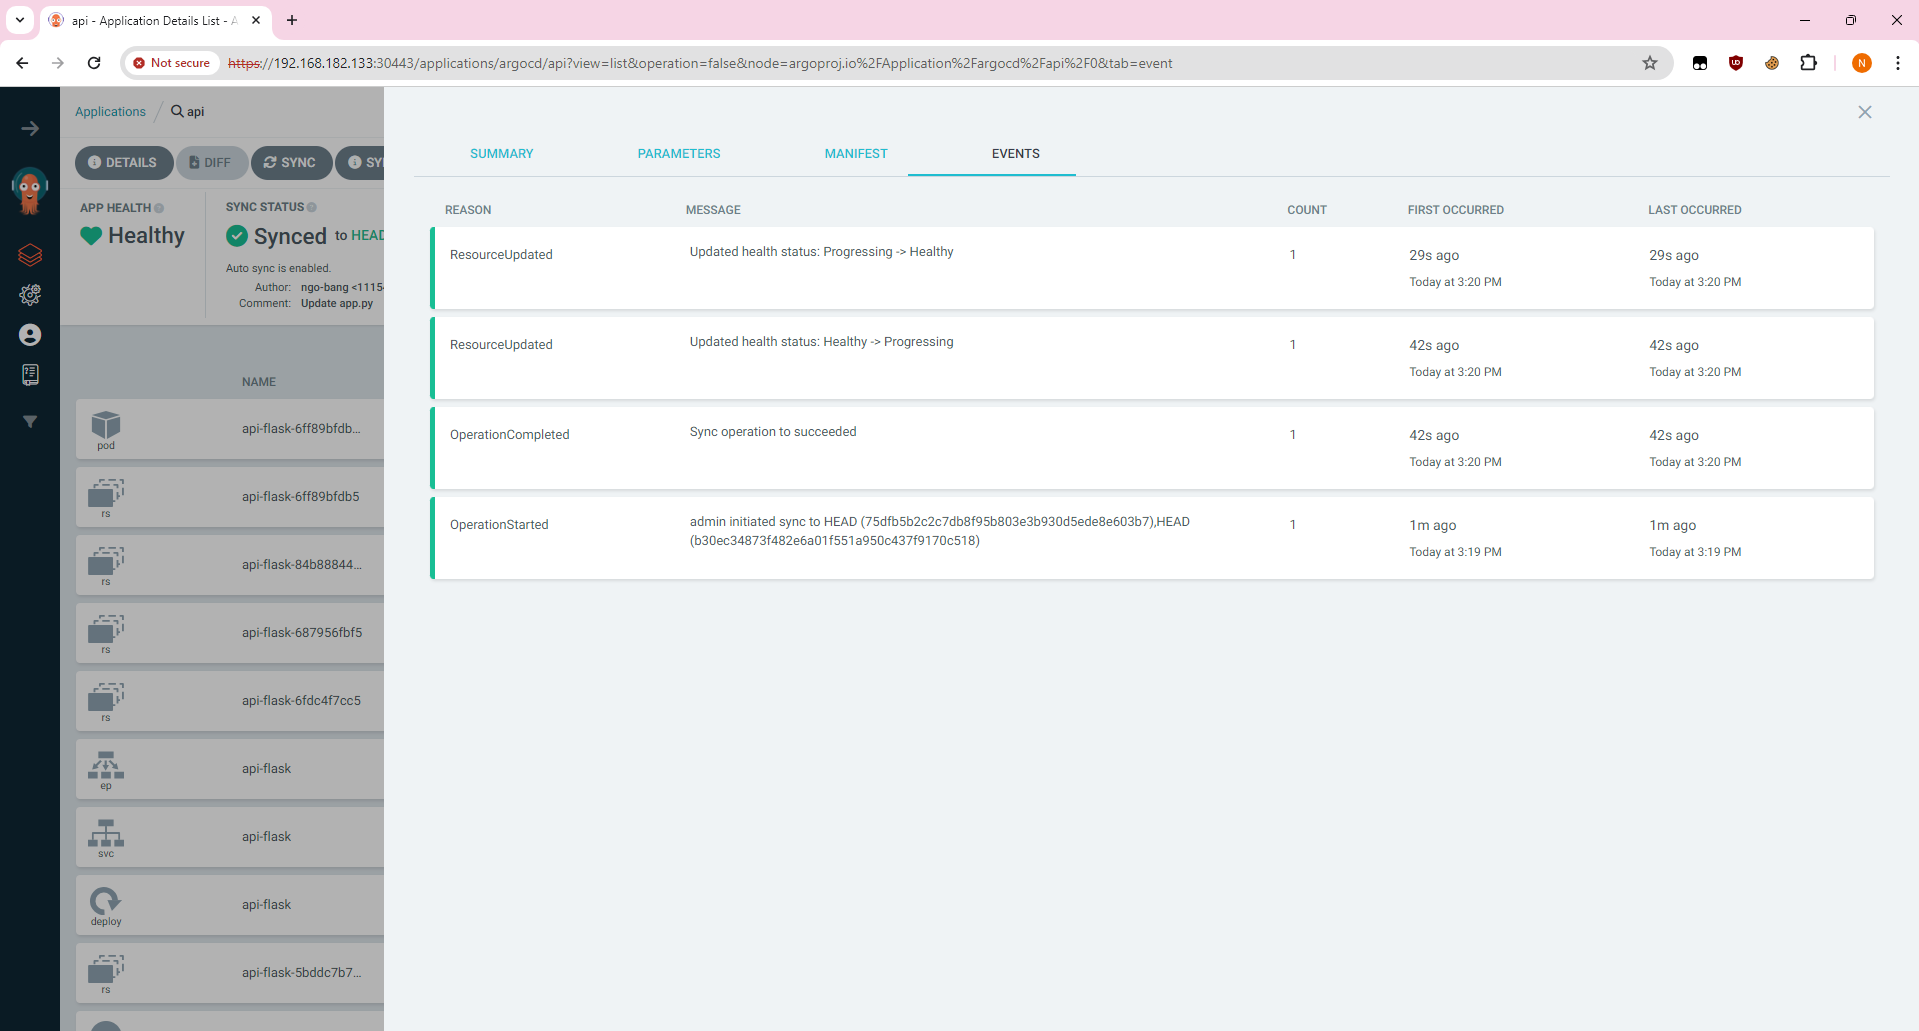 api - Application Details List - A
Not secure
https://192.168.182.133:30443/applications/argocd/api?view=list&operation=false&node=argoproj.io%2FApplication%2Fargocd%2Fapi%2F0&tab=event
N
Applications / api
DETAILS
DIFF
SYNC
SY
APP HEALTH
Healthy
SYNC STATUS
Synced to HEAD
Auto sync is enabled.
Author: ngo-bang <1115
Comment: Update app.py
NAME
pod
api-flask-6ff89bfdb...
rs
api-flask-6ff89bfdb5
rs
api-flask-84b88844...
rs
api-flask-687956fbf5
rs
api-flask-6fdc4f7cc5
ep
api-flask
svc
api-flask
deploy
api-flask
rs
api-flask-5bddc7b7...
SUMMARY
PARAMETERS
MANIFEST
EVENTS
REASON MESSAGE COUNT FIRST OCCURRED LAST OCCURRED
ResourceUpdated Updated health status: Progressing -> Healthy 1 29s ago 29s ago
Today at 3:20 PM Today at 3:20 PM
ResourceUpdated Updated health status: Healthy -> Progressing 1 42s ago 42s ago
Today at 3:20 PM Today at 3:20 PM
OperationCompleted Sync operation to succeeded 1 42s ago 42s ago
Today at 3:20 PM Today at 3:20 PM
OperationStarted admin initiated sync to HEAD (75dfb5b2c2c7db8f95b803e3b930d5ede8e603b7),HEAD 1 1m ago 1m ago
(b30ec34873f482e6a01f551a950c437f9170c518) Today at 3:19 PM Today at 3:19 PM